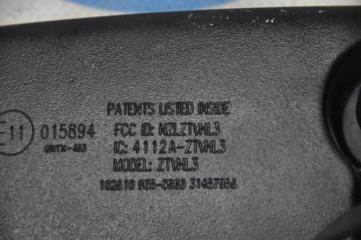 PATENTS LISTED INSIDE
E11 015894
FCC ID: NZLZTVHL3
IC: 4112A-ZTVHL3
MODEL: ZTVHL3